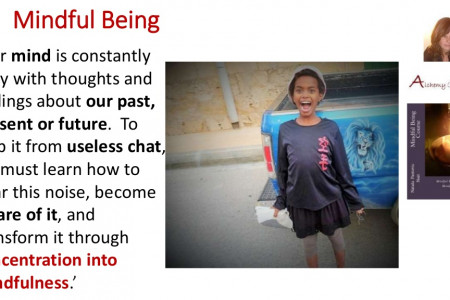 Mindful Being
r mind is constantly
y with thoughts and
lings about our past,
sent or future. To
p it from useless chat,
must learn how to
r this noise, become
are of it, and
nsform it through
centration into
dfulness.’
Alchemy
Mindful Being